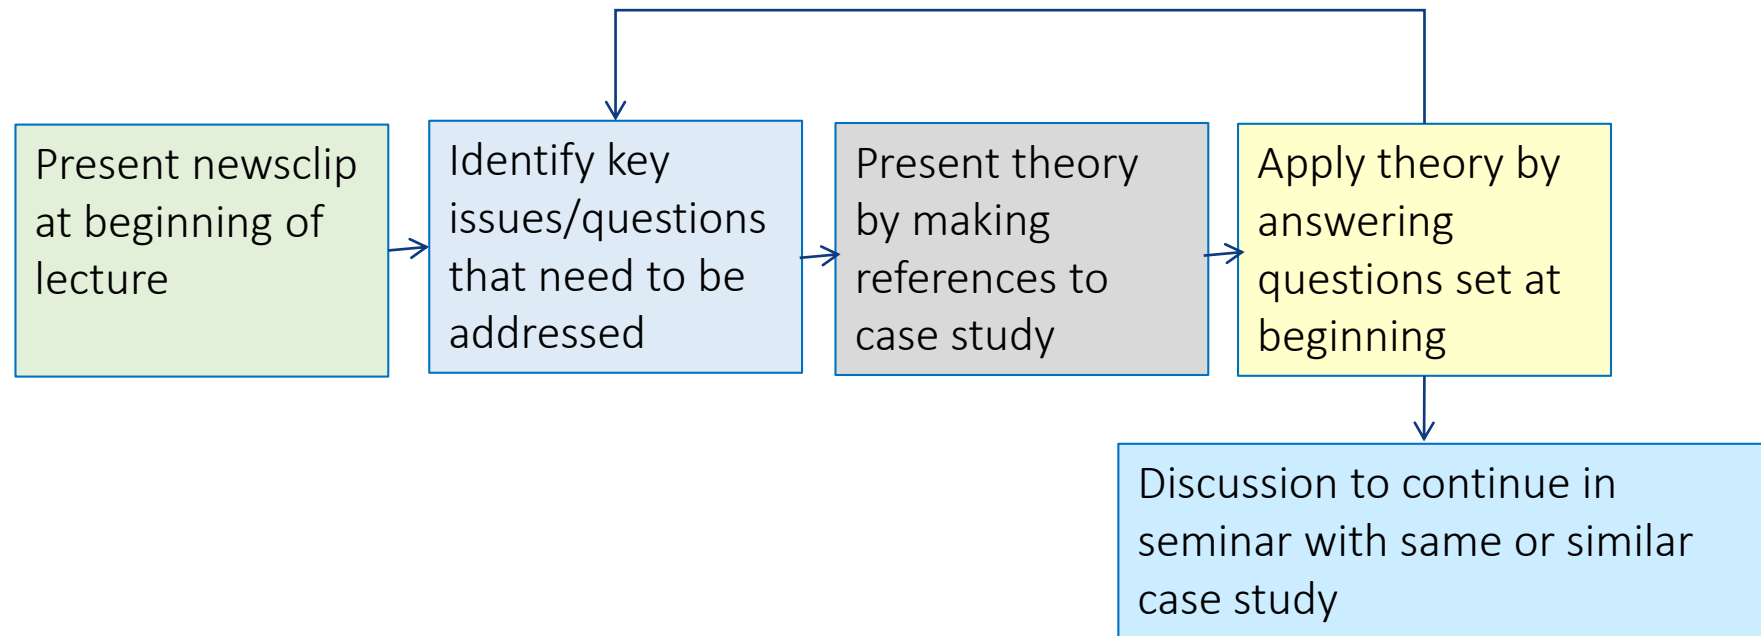 Present newsclip
at beginning of
lecture
Identify key
issues/questions
that need to be
addressed
Present theory
by making
references to
case study
Apply theory by
answering
questions set at
beginning
Discussion to continue in
seminar with same or similar
case study